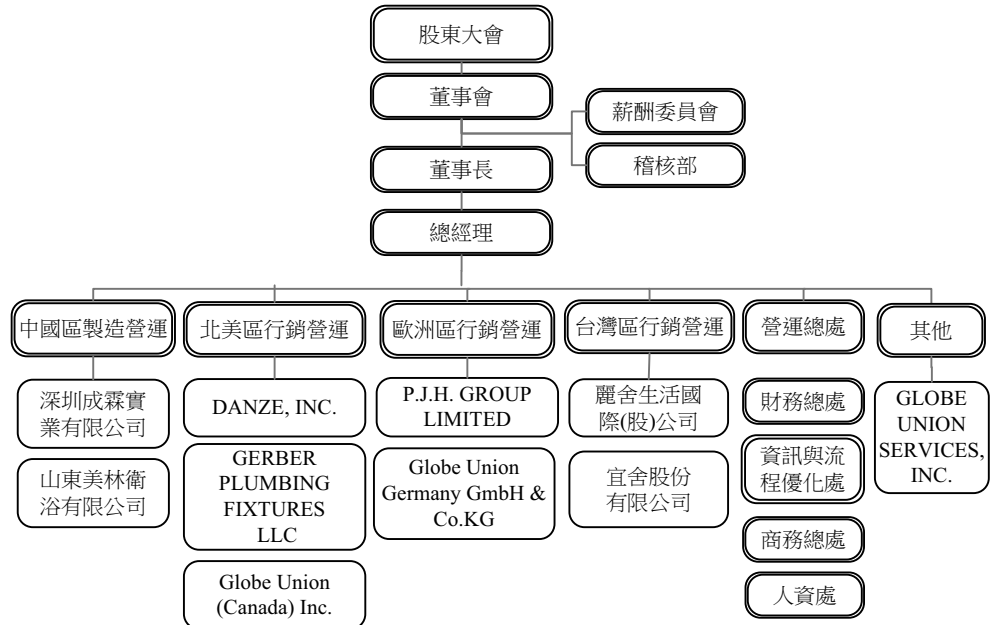 股東大會
董事會
薪酬委員會
董事長
稽核部
總經理
中國區製造營運
北美區行銷營運
歐洲區行銷營運
台灣區行銷營運
營運總處
其他
深圳成霖實
業有限公司
山東美林衛
浴有限公司
DANZE, INC.
GERBER
PLUMBING
FIXTURES
LLC
Globe Union
(Canada) Inc.
P.J.H. GROUP
LIMITED
Globe Union
Germany GmbH &
Co.KG
麗舍生活國
際(股)公司
宜舍股份
有限公司
財務總處
資訊與流
程優化處
商務總處
人資處
GLOBE
UNION
SERVICES,
INC.